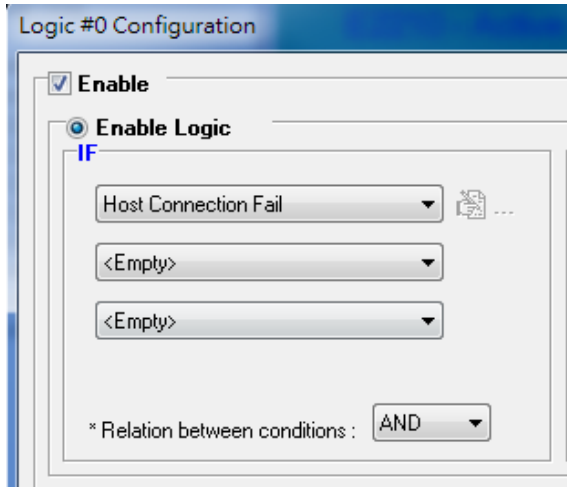 Logic #0 Configuration
Enable
Enable Logic
IF
Host Connection Fail
...
<Empty>
<Empty>
* Relation between conditions : AND